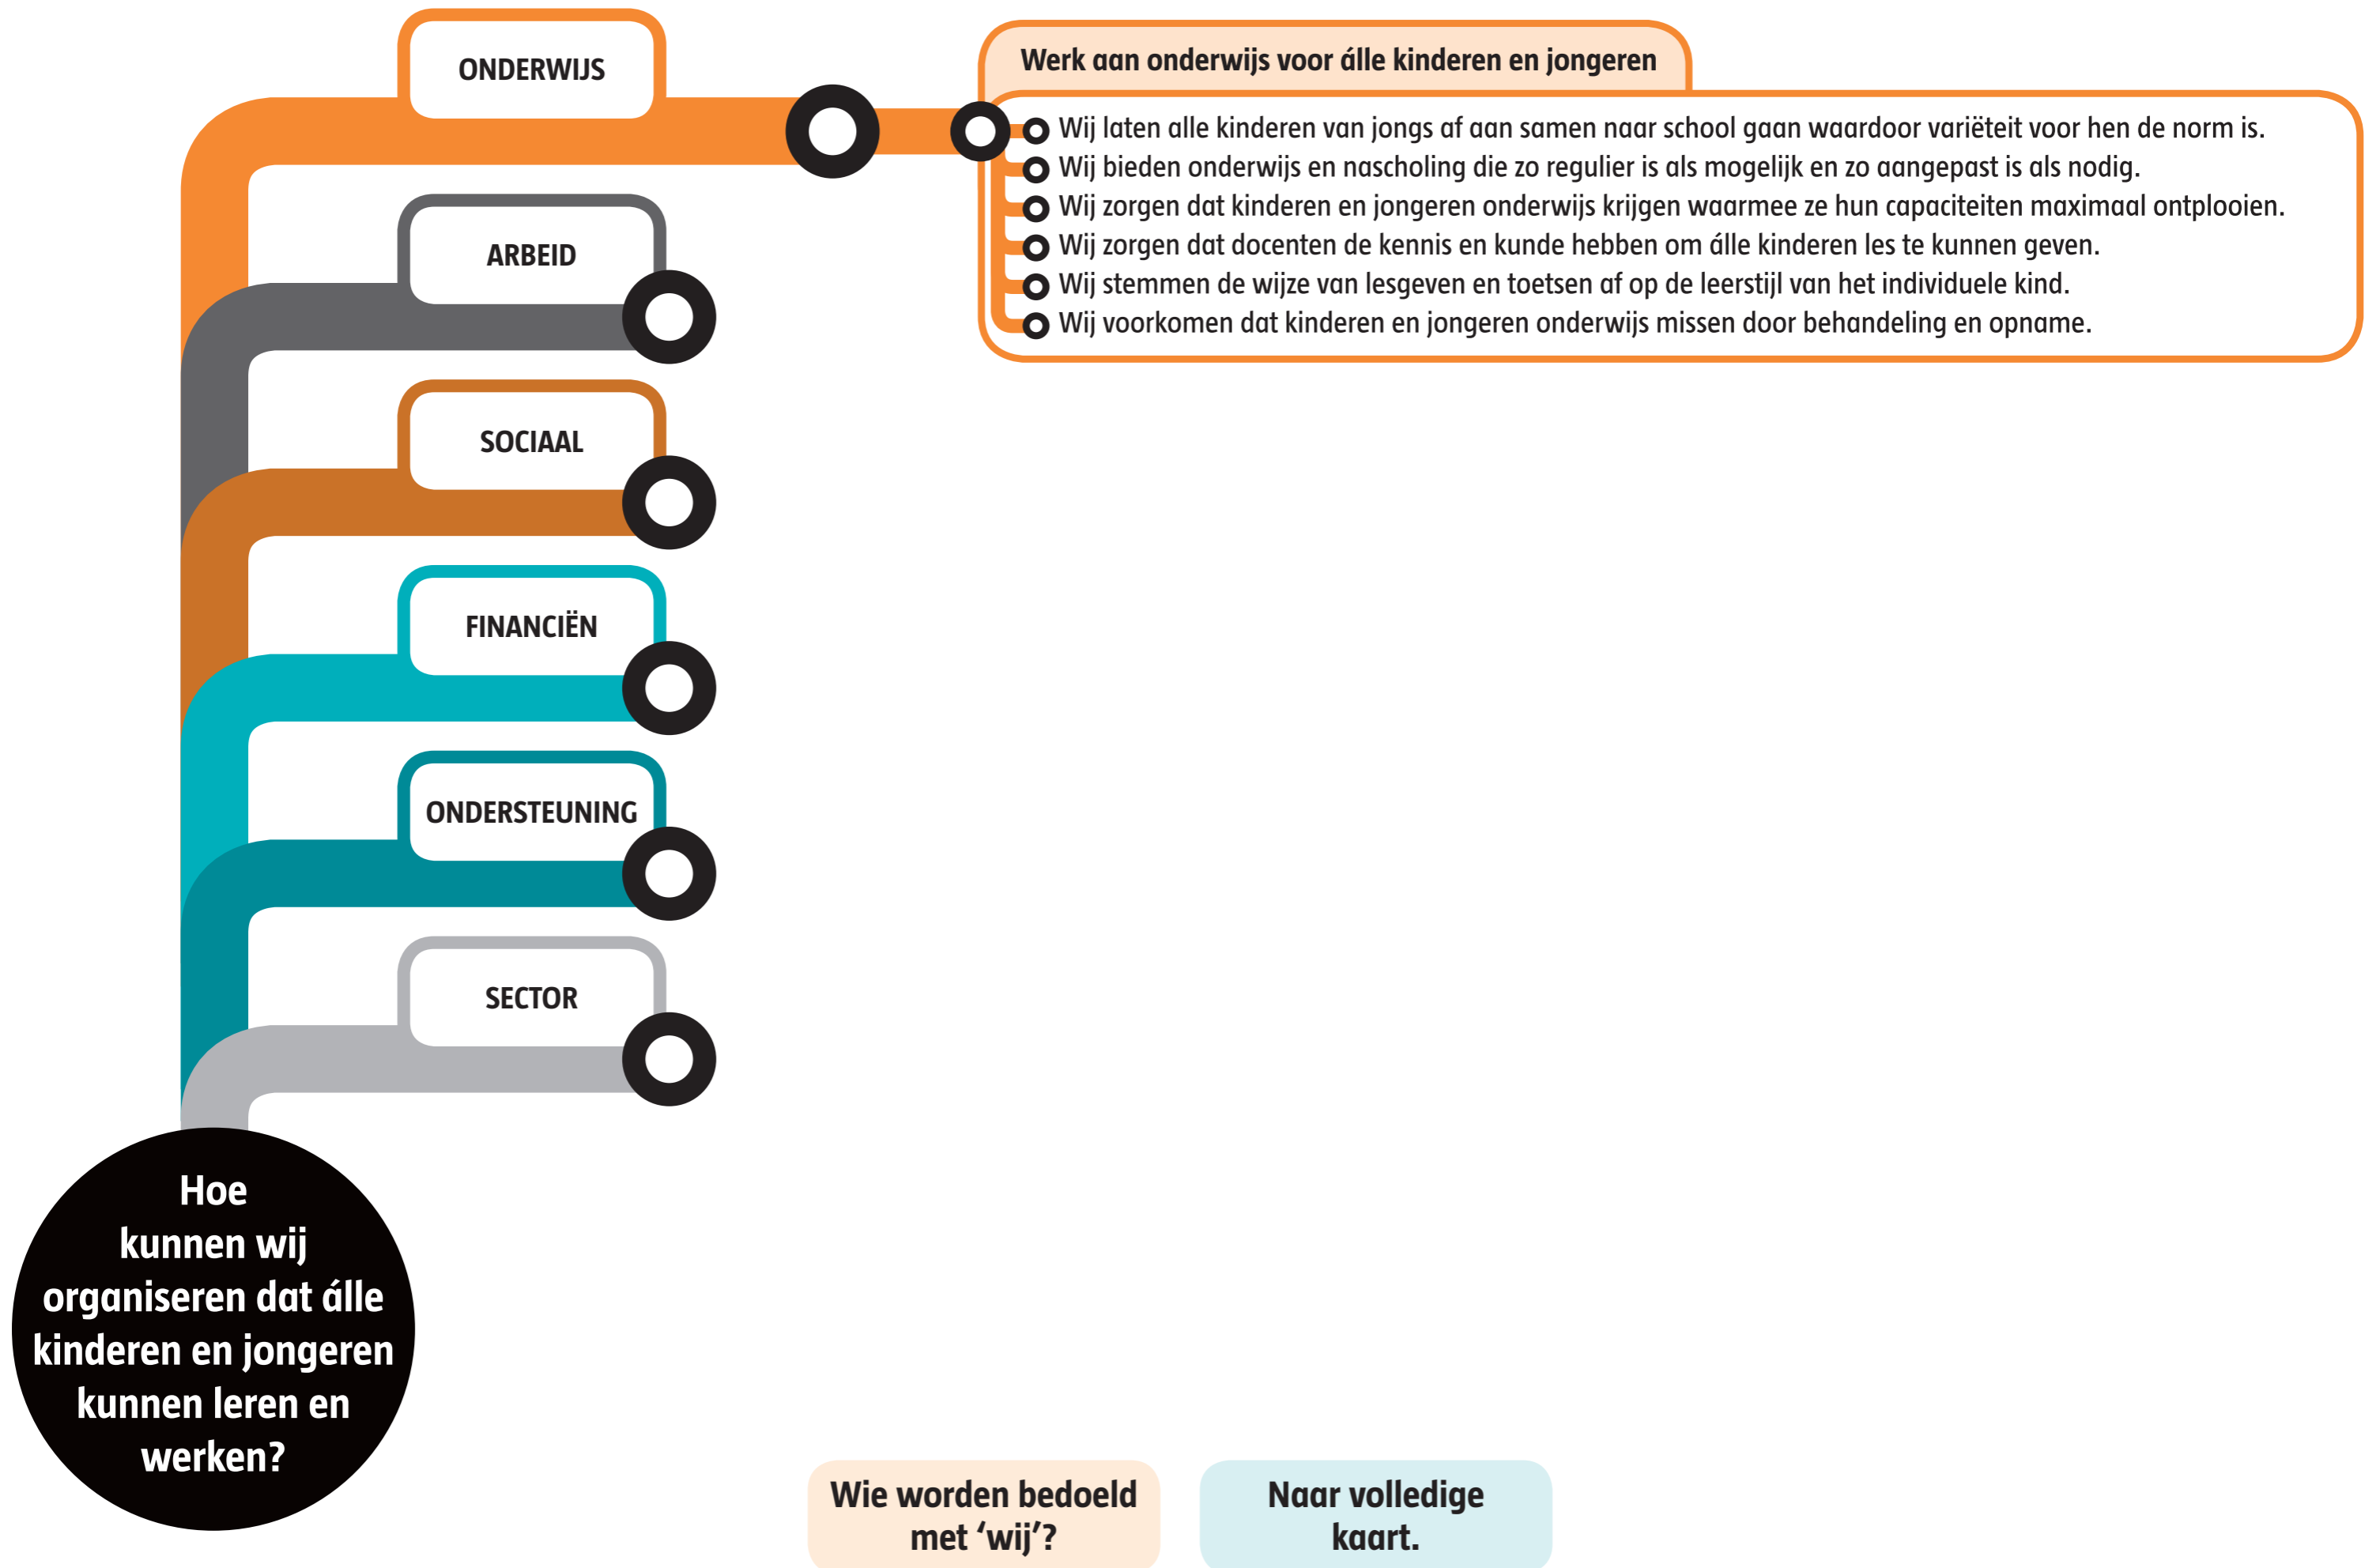 ONDERWIJS
Werk aan onderwijs voor álle kinderen en jongeren
Wij laten alle kinderen van jongs af aan samen naar school gaan waardoor variëteit voor hen de norm is.
Wij bieden onderwijs en nascholing die zo regulier is als mogelijk en zo aangepast is als nodig.
Wij zorgen dat kinderen en jongeren onderwijs krijgen waarmee ze hun capaciteiten maximaal ontplooien.
Wij zorgen dat docenten de kennis en kunde hebben om álle kinderen les te kunnen geven.
Wij stemmen de wijze van lesgeven en toetsen af op de leerstijl van het individuele kind.
Wij voorkomen dat kinderen en jongeren onderwijs missen door behandeling en opname.
ARBEID
SOCIAAL
FINANCIËN
ONDERSTEUNING
SECTOR
Hoe
kunnen wij
organiseren dat álle
kinderen en jongeren
kunnen leren en
werken?
Wie worden bedoeld
met ‘wij’?
Naar volledige
kaart.